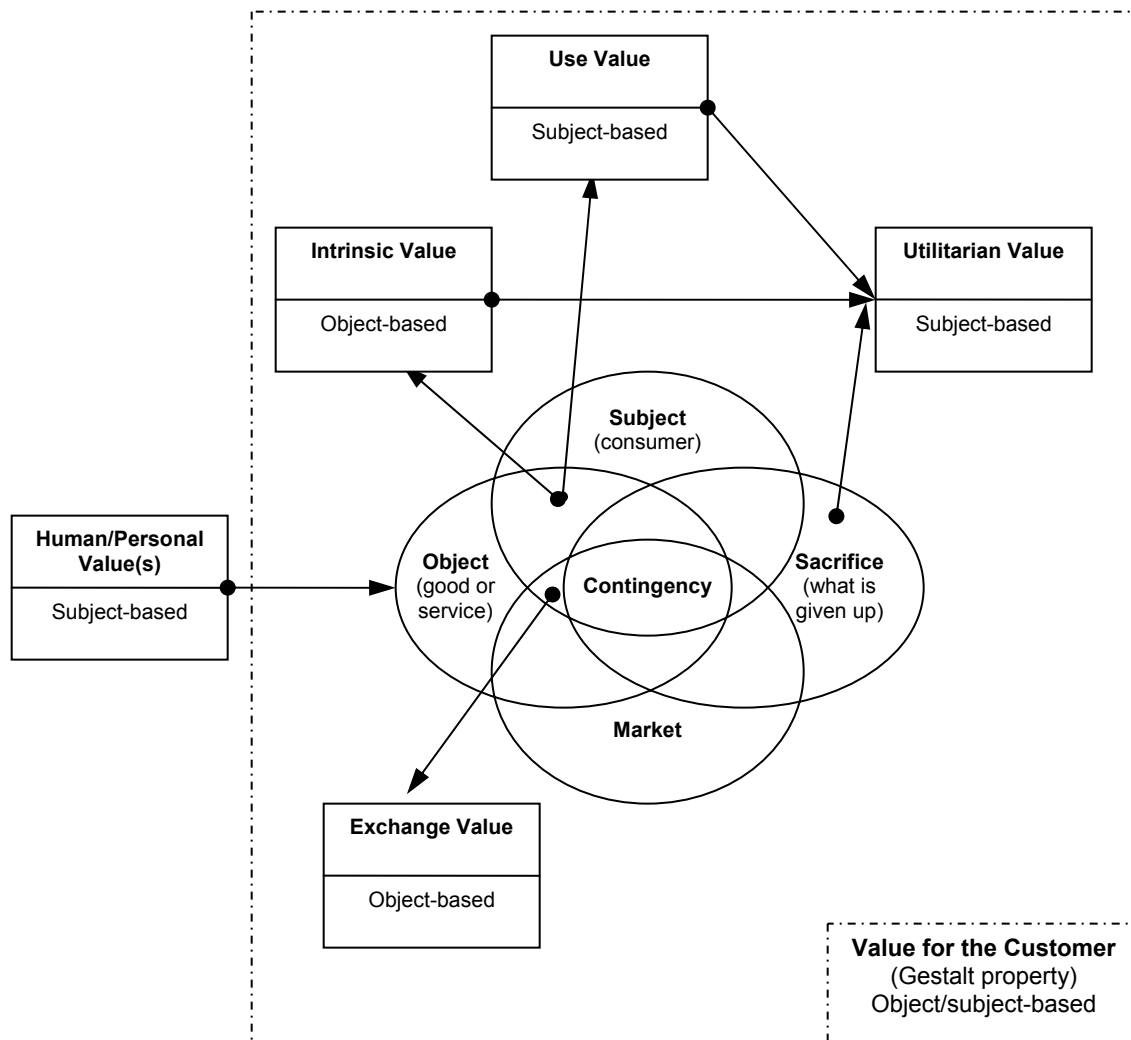 Use Value
Subject-based
Intrinsic Value
Object-based
Utilitarian Value
Subject-based
Subject
(consumer)
Human/Personal
Value(s)
Subject-based
Object
(good or
service)
Contingency
Sacrifice
(what is
given up)
Market
Exchange Value
Object-based
Value for the Customer
(Gestalt property)
Object/subject-based